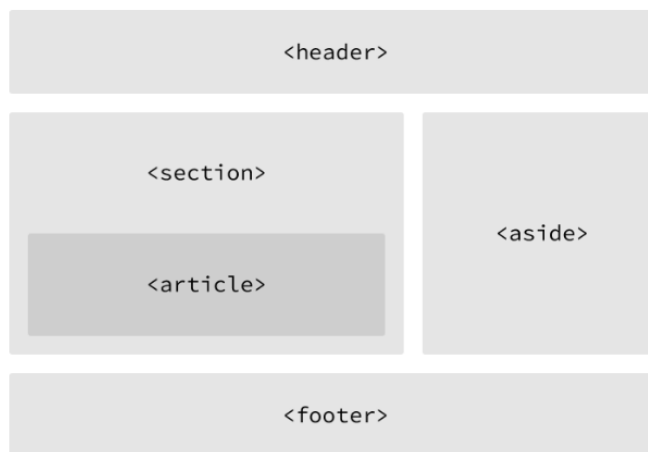 <header>
<section>
<aside>
<article>
<footer>